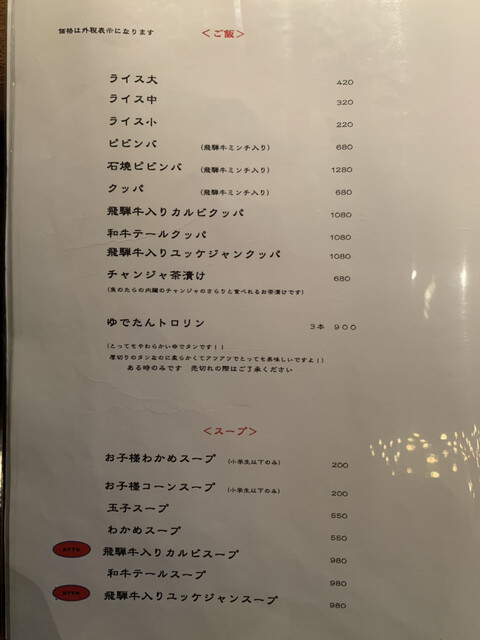 価格は外税表示になります
＜ご飯＞
ライス大 420
ライス中 320
ライス小 220
ビビンバ (飛騨牛ミンチ入り) 680
石焼ビビンバ (飛騨牛ミンチ入り) 1280
クッパ (飛騨牛ミンチ入り) 680
飛騨牛入りカルビクッパ 1080
和牛テールクッパ 1080
飛騨牛入りユッケジャンクッパ 1080
チャンジャ茶漬け 680
(魚のたらの内臓のチャンジャのさらりと食べれるお茶漬けです)
ゆでたんトロリン 3本 900
(とってもやわらかいゆでタンです！！
厚切りのタンなのに柔らかくてアツアツでとっても美味しいですよ！)
ある時のみです 売切れの際はご了承ください
＜スープ＞
お子様わかめスープ (小学生以下のみ) 200
お子様コーンスープ (小学生以下のみ) 200
玉子スープ 550
わかめスープ 550
飛騨牛入りカルビスープ 980
和牛テールスープ 980
飛騨牛入りユッケジャンスープ 980